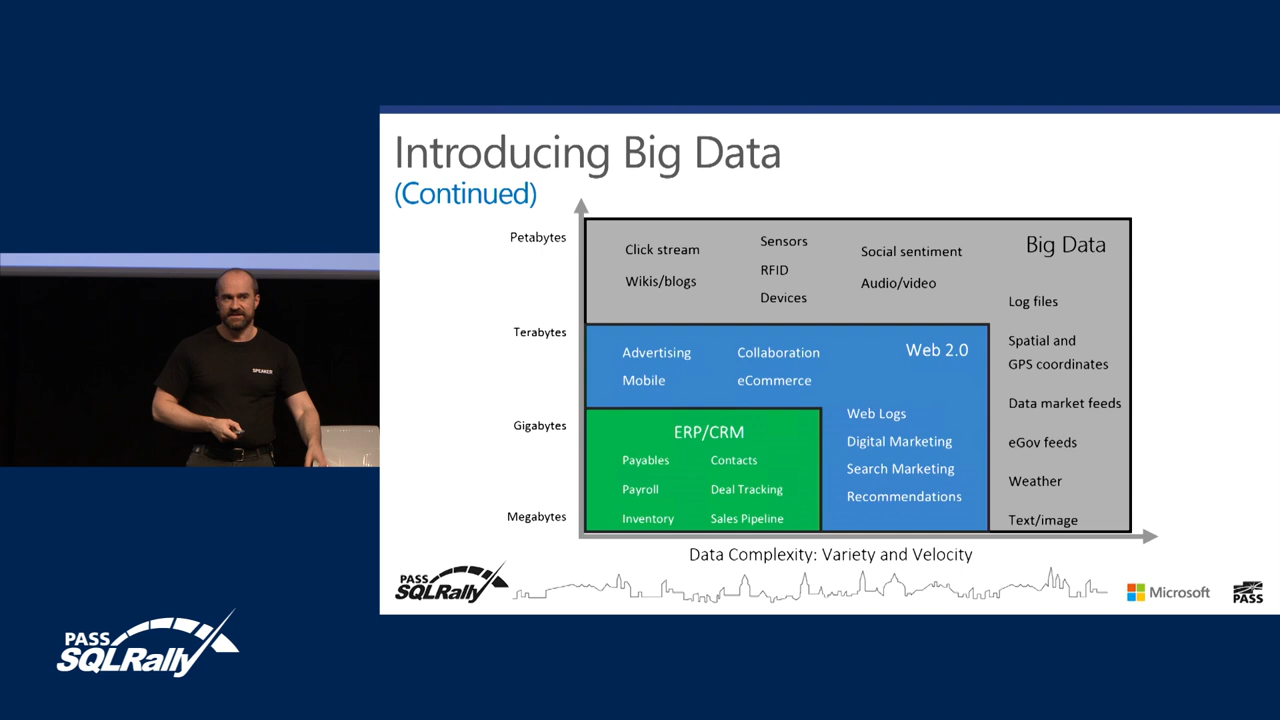 Introducing Big Data
(Continued)
Petabytes
Terabytes
Gigabytes
Megabytes
Click stream
Wikis/blogs
Sensors
RFID
Devices
Social sentiment
Audio/video
Big Data
Log files
Spatial and
GPS coordinates
Data market feeds
eGov feeds
Weather
Text/image
Advertising
Mobile
Collaboration
eCommerce
Web 2.0
Web Logs
Digital Marketing
Search Marketing
Recommendations
ERP/CRM
Payables
Payroll
Inventory
Contacts
Deal Tracking
Sales Pipeline
Data Complexity: Variety and Velocity
PASS
SQLRally
Microsoft
PASS
SPEAKER
PASS
SQLRally